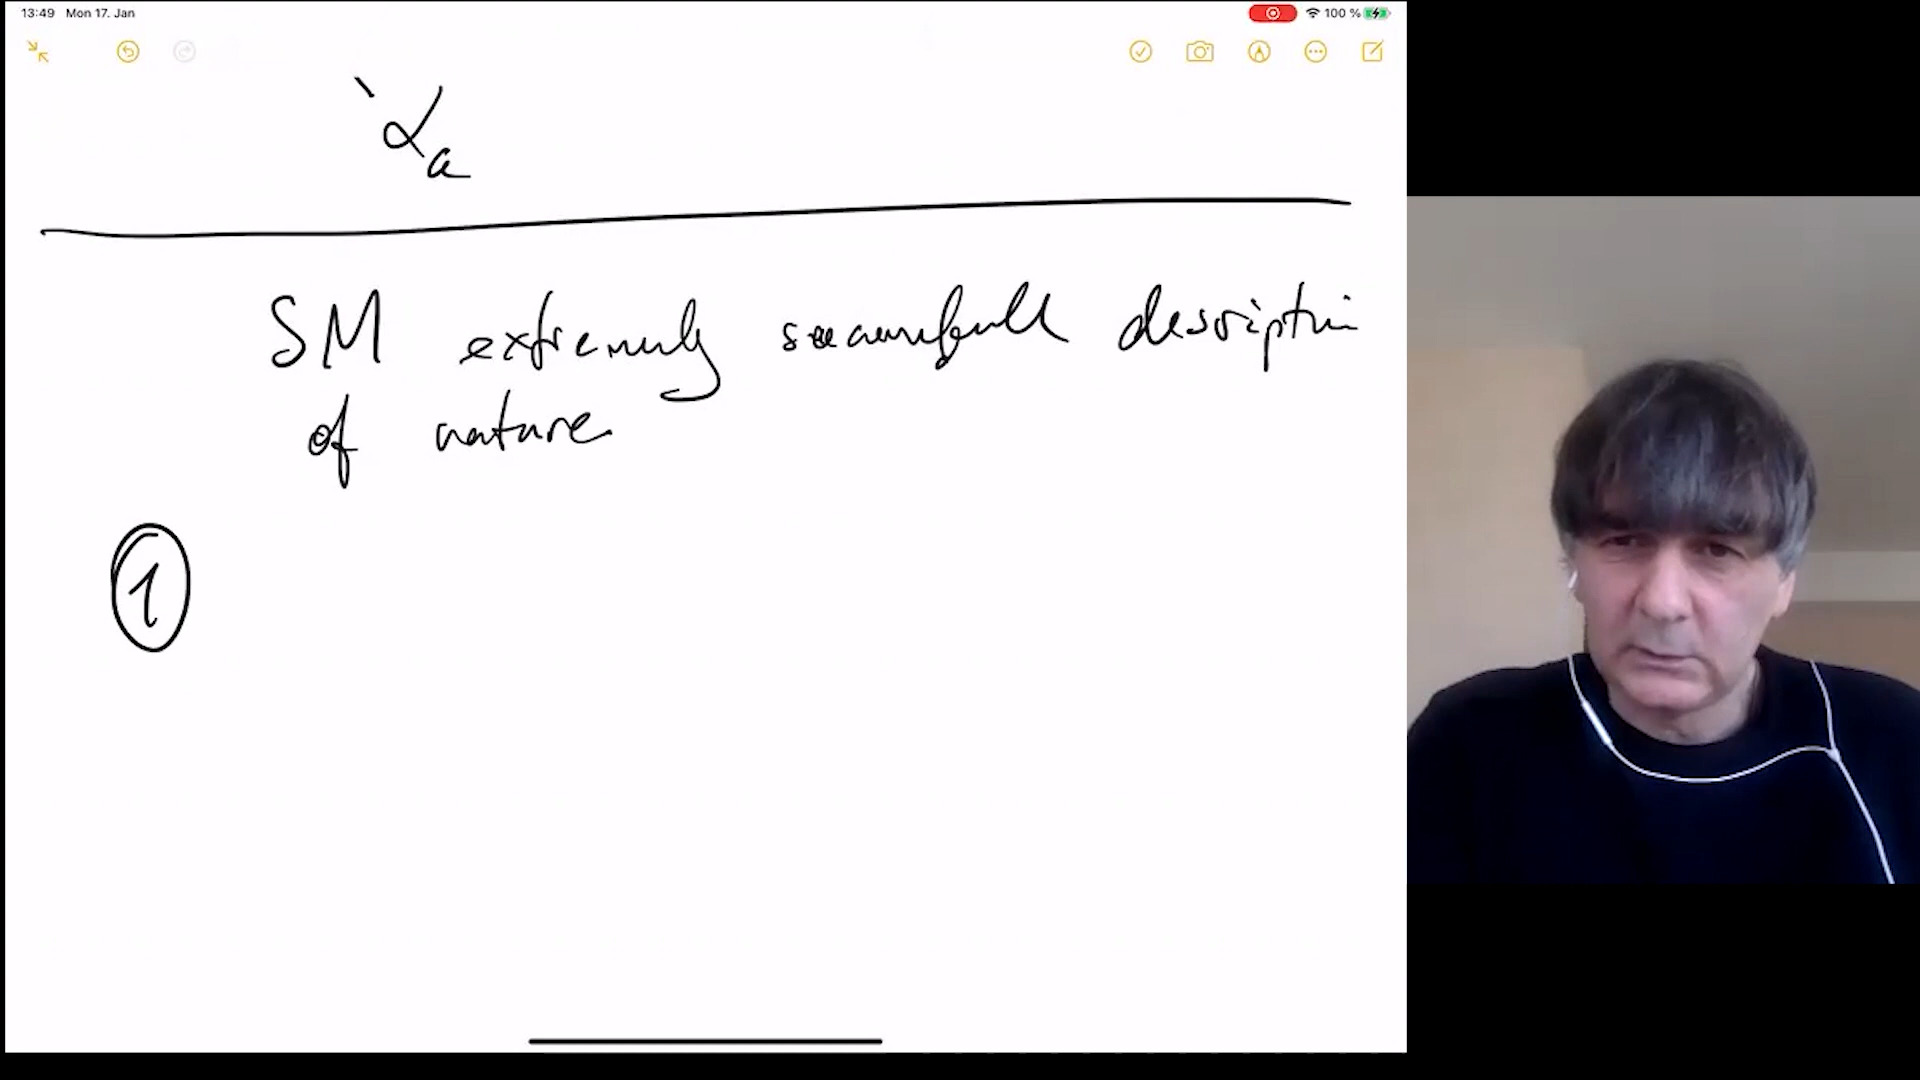 13:49 Mon 17. Jan 100 %
α_a
SM extremely successfull description
of nature
1